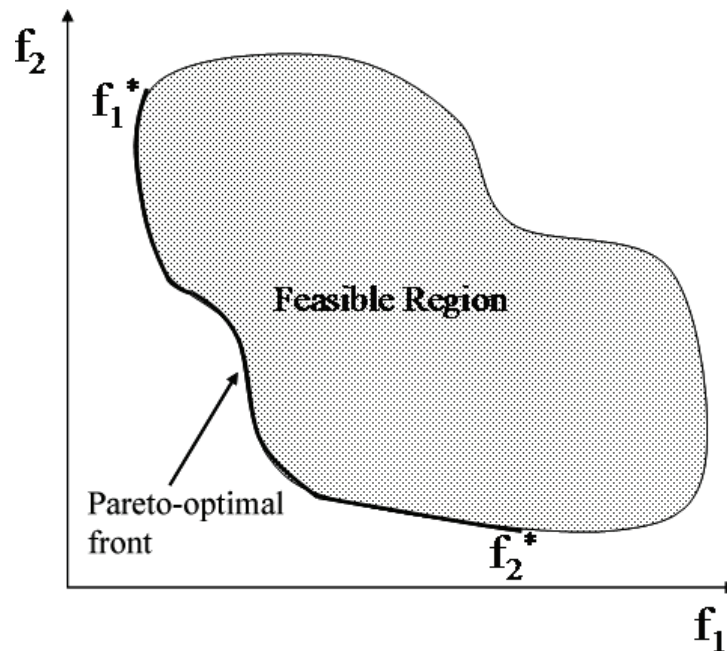 f2
f1*
Feasible Region
Pareto-optimal
front
f2*
f1